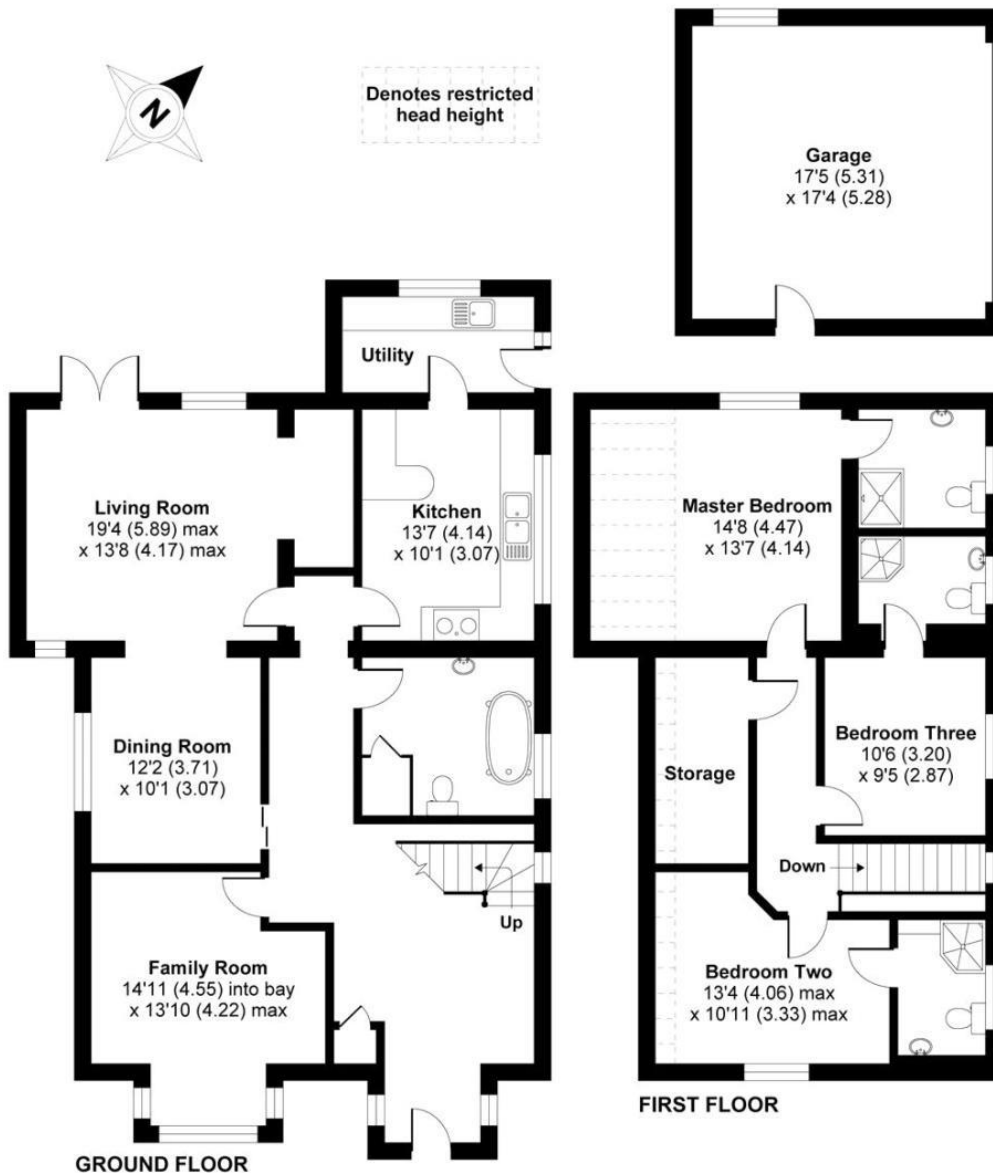 N
Denotes restricted
head height
Garage
17'5 (5.31)
x 17'4 (5.28)
Utility
Living Room
19'4 (5.89) max
x 13'8 (4.17) max
Kitchen
13'7 (4.14)
x 10'1 (3.07)
Dining Room
12'2 (3.71)
x 10'1 (3.07)
Up
Family Room
14'11 (4.55) into bay
x 13'10 (4.22) max
GROUND FLOOR
Master Bedroom
14'8 (4.47)
x 13'7 (4.14)
Bedroom Three
10'6 (3.20)
x 9'5 (2.87)
Storage
Down
Bedroom Two
13'4 (4.06) max
x 10'11 (3.33) max
FIRST FLOOR